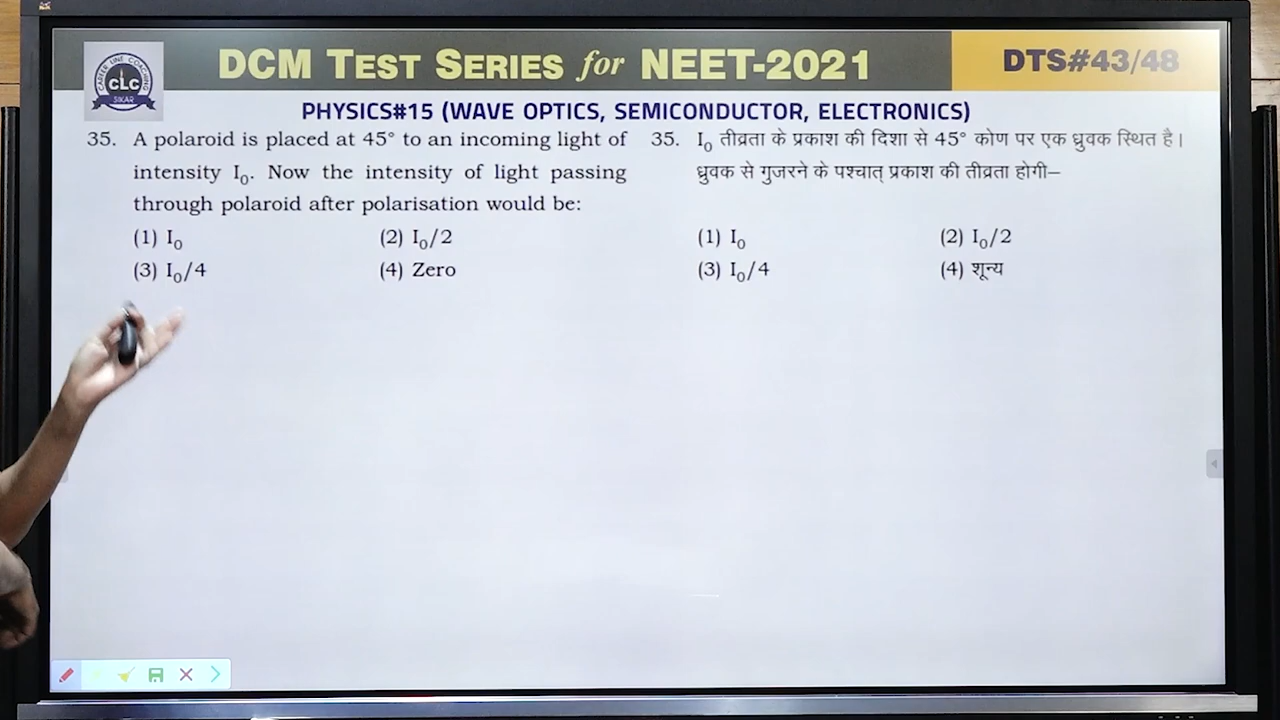 CAREER LINE COACHING
CLC
SIKAR
DCM TEST SERIES for NEET-2021
DTS#43/48
PHYSICS#15 (WAVE OPTICS, SEMICONDUCTOR, ELECTRONICS)
35. A polaroid is placed at 45° to an incoming light of
intensity I₀. Now the intensity of light passing
through polaroid after polarisation would be:
(1) I₀ (2) I₀/2
(3) I₀/4 (4) Zero
35. I₀ तीव्रता के प्रकाश की दिशा से 45° कोण पर एक ध्रुवक स्थित है।
ध्रुवक से गुजरने के पश्चात् प्रकाश की तीव्रता होगी–
(1) I₀ (2) I₀/2
(3) I₀/4 (4) शून्य